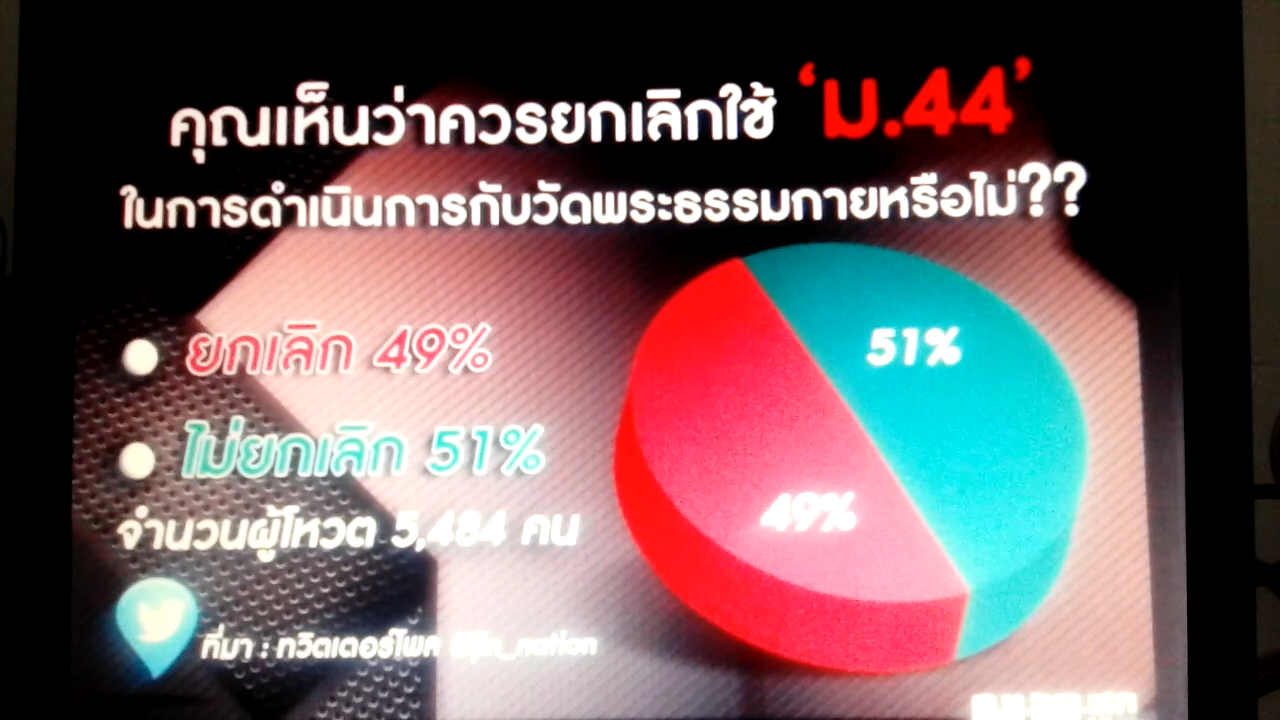 คุณเห็นว่าควรยกเลิกใช้ 'ม.44'
ในการดำเนินการกับวัดพระธรรมกายหรือไม่??
ยกเลิก 49%
ไม่ยกเลิก 51%
51%
49%
จำนวนผู้โหวต 5,484 คน
ที่มา : ทวิตเตอร์โพล